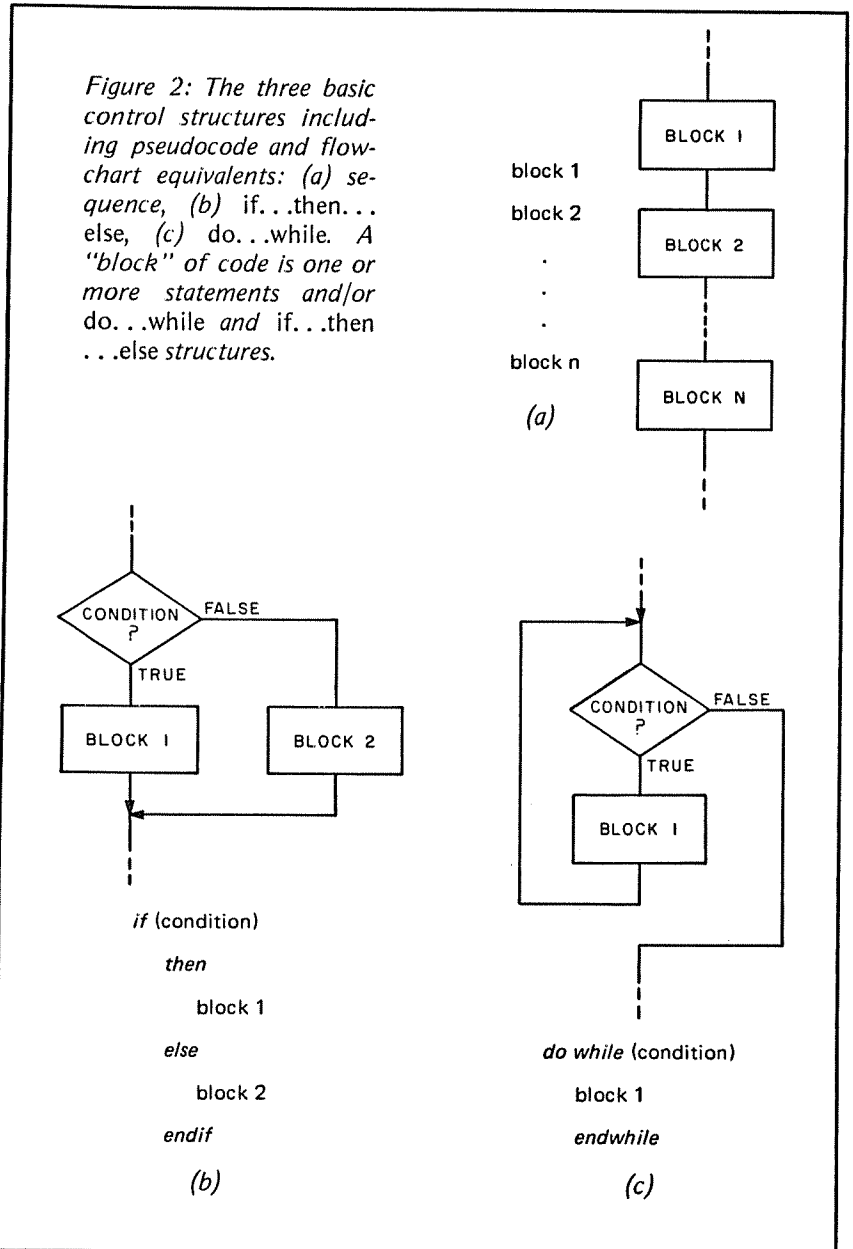 Figure 2: The three basic
control structures includ-
ing pseudocode and flow-
chart equivalents: (a) se-
quence, (b) if...then...
else, (c) do...while. A
"block" of code is one or
more statements and/or
do...while and if...then
...else structures.
block 1
block 2
.
.
.
block n
(a)
BLOCK 1
BLOCK 2
BLOCK N
CONDITION
?
FALSE
TRUE
BLOCK 1
BLOCK 2
if (condition)
then
block 1
else
block 2
endif
(b)
CONDITION
?
FALSE
TRUE
BLOCK 1
do while (condition)
block 1
endwhile
(c)